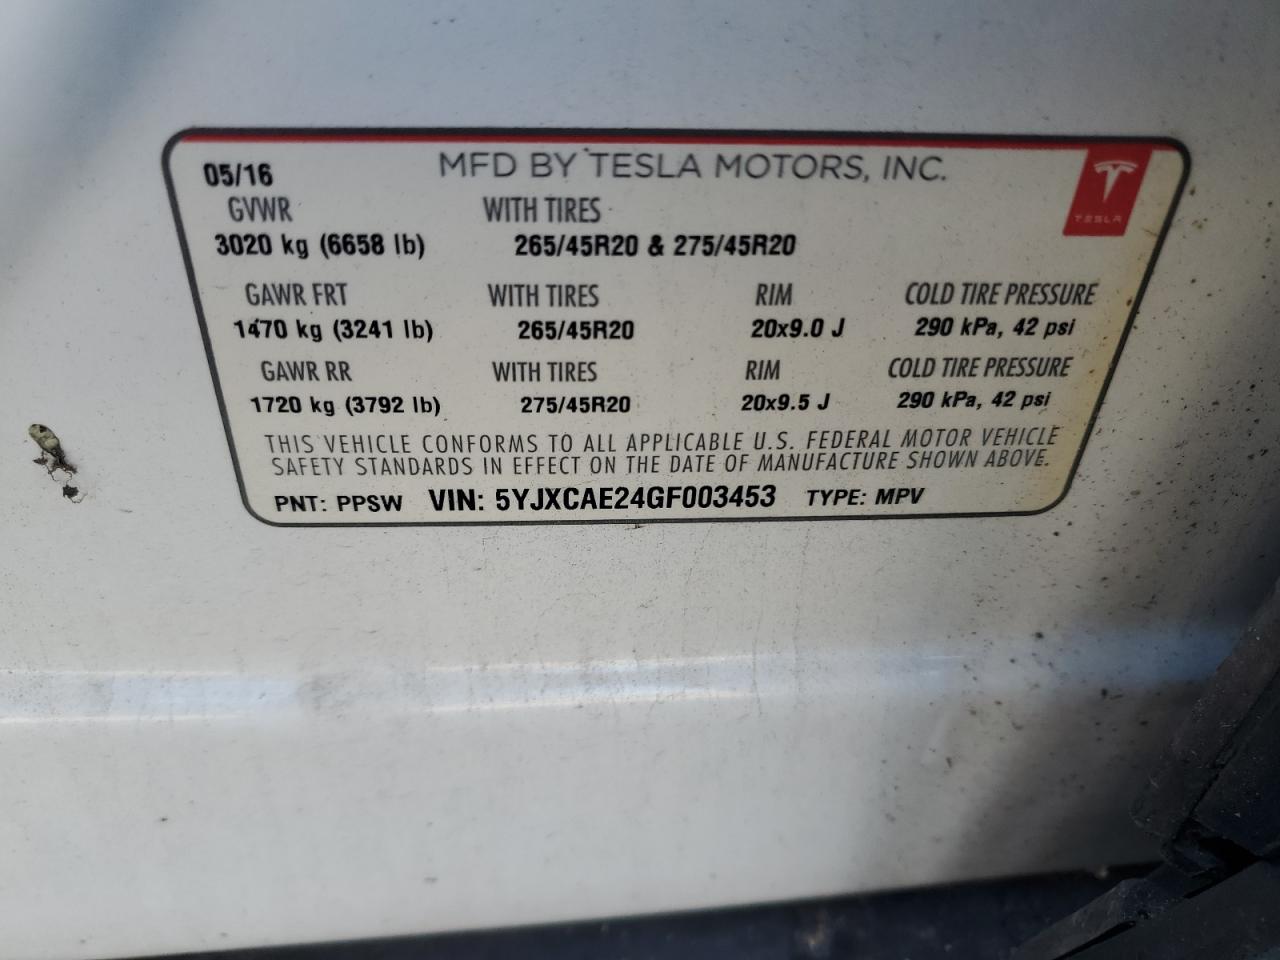 05/16 MFD BY TESLA MOTORS, INC.
TESLA
GVWR WITH TIRES
3020 kg (6658 lb) 265/45R20 & 275/45R20
GAWR FRT WITH TIRES RIM COLD TIRE PRESSURE
1470 kg (3241 lb) 265/45R20 20x9.0 J 290 kPa, 42 psi
GAWR RR WITH TIRES RIM COLD TIRE PRESSURE
1720 kg (3792 lb) 275/45R20 20x9.5 J 290 kPa, 42 psi
THIS VEHICLE CONFORMS TO ALL APPLICABLE U.S. FEDERAL MOTOR VEHICLE
SAFETY STANDARDS IN EFFECT ON THE DATE OF MANUFACTURE SHOWN ABOVE.
PNT: PPSW VIN: 5YJXCAE24GF003453 TYPE: MPV